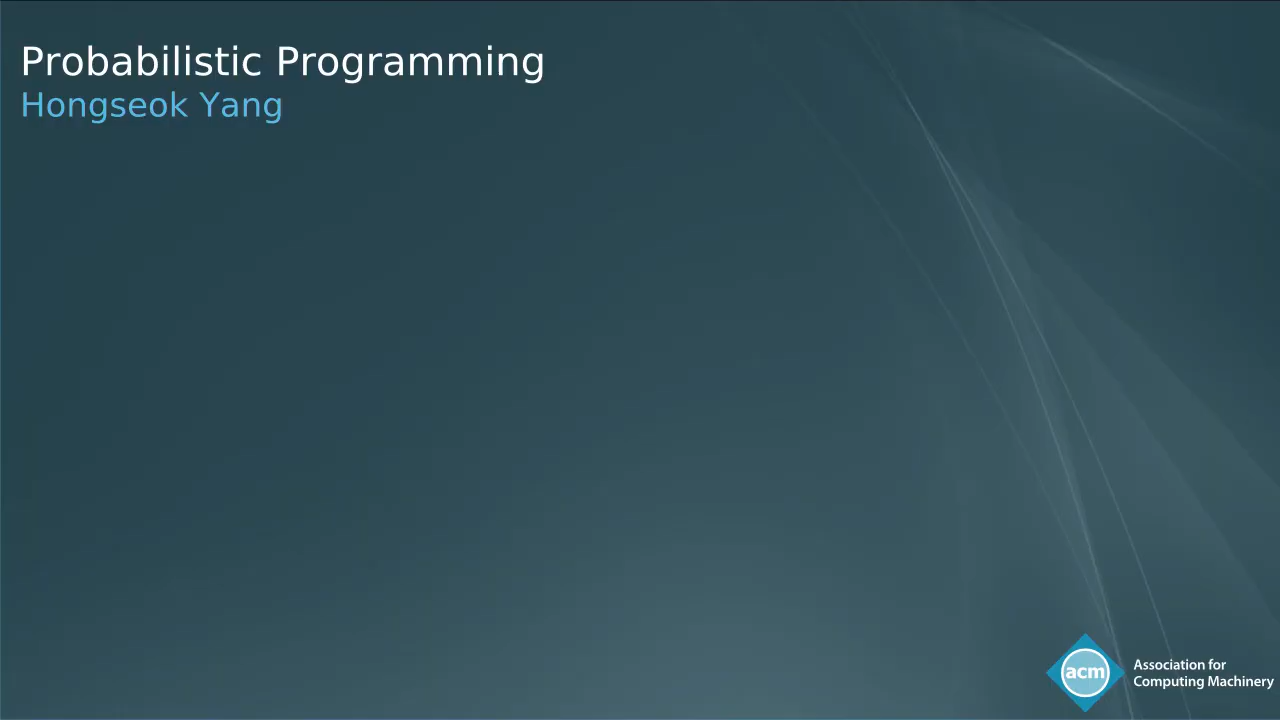 Probabilistic Programming
Hongseok Yang
acm
Association for
Computing Machinery